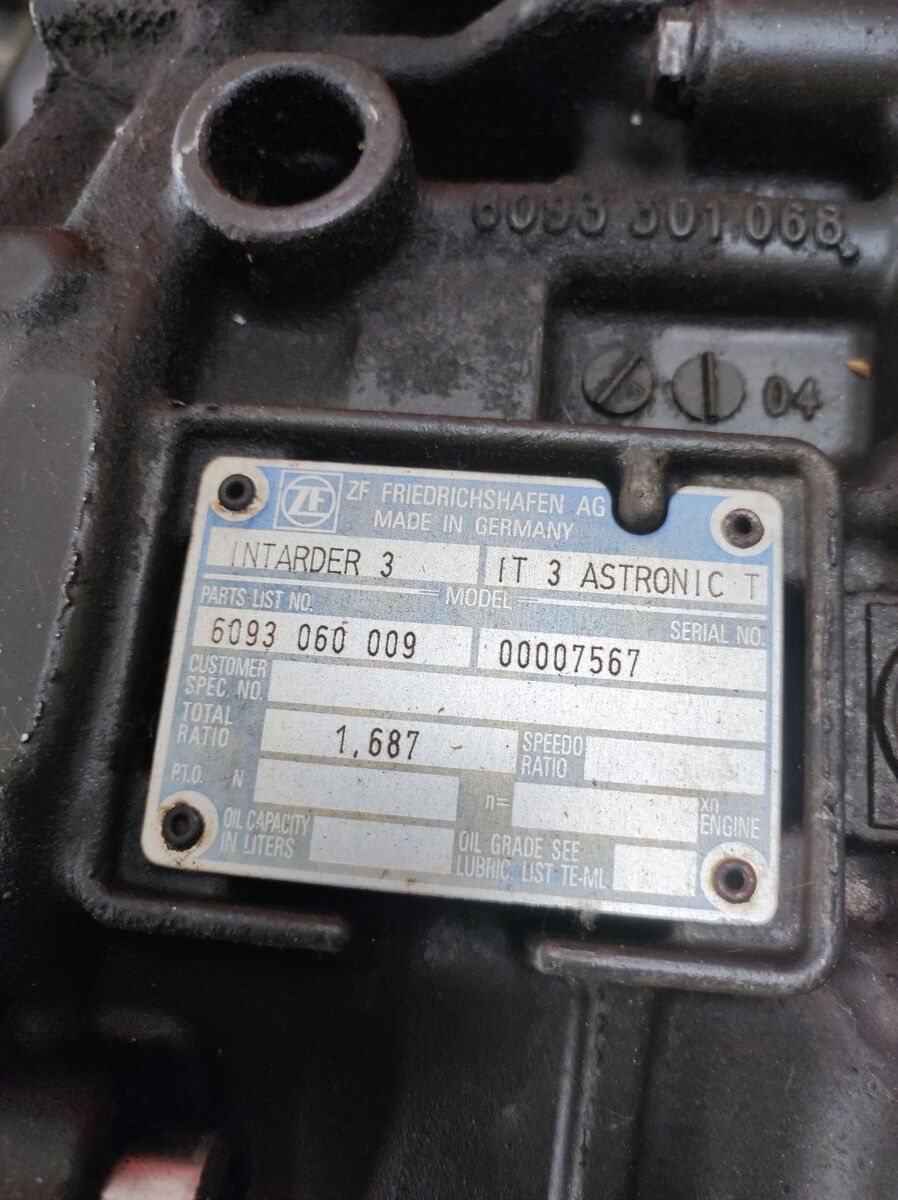 6093 301 068
04
ZF
ZF FRIEDRICHSHAFEN AG
MADE IN GERMANY
INTARDER 3
IT 3 ASTRONIC T
MODEL
PARTS LIST NO.
SERIAL NO.
6093 060 009
00007567
CUSTOMER
SPEC. NO.
TOTAL
RATIO
1,687
SPEEDO
RATIO
P.T.O. N
n=
xn
ENGINE
OIL CAPACITY
IN LITERS
OIL GRADE SEE
LUBRIC. LIST TE-ML